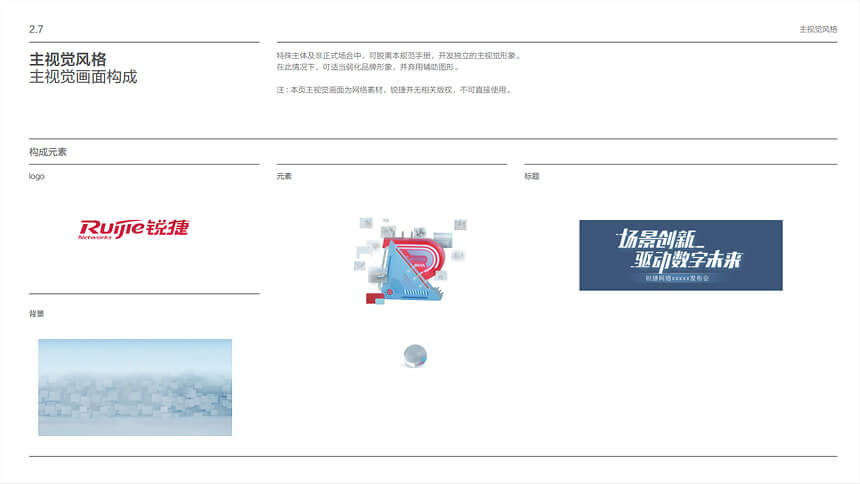 2.7
主视觉风格
主视觉风格
主视觉画面构成
特殊主体及非正式场合中，可脱离本规范手册，开发独立的主视觉形象。
在此情况下，可适当弱化品牌形象，并弃用辅助图形。
注：本页主视觉画面为网络素材，锐捷并无相关版权，不可直接使用。
构成元素
logo
元素
标题
Ruijie锐捷
Networks
场景创新_
驱动数字未来
锐捷网络xxxxx发布会
背景